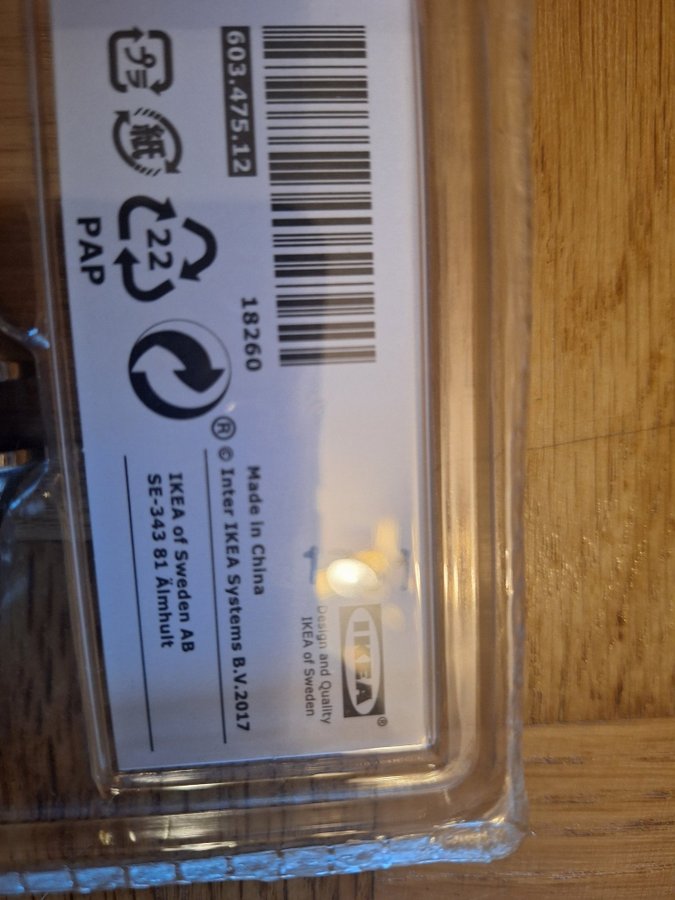 603.475.12
プラ
紙
22
PAP
18260
®
Made in China
© Inter IKEA Systems B.V.2017
IKEA of Sweden AB
SE-343 81 Älmhult
IKEA®
Design and Quality
IKEA of Sweden